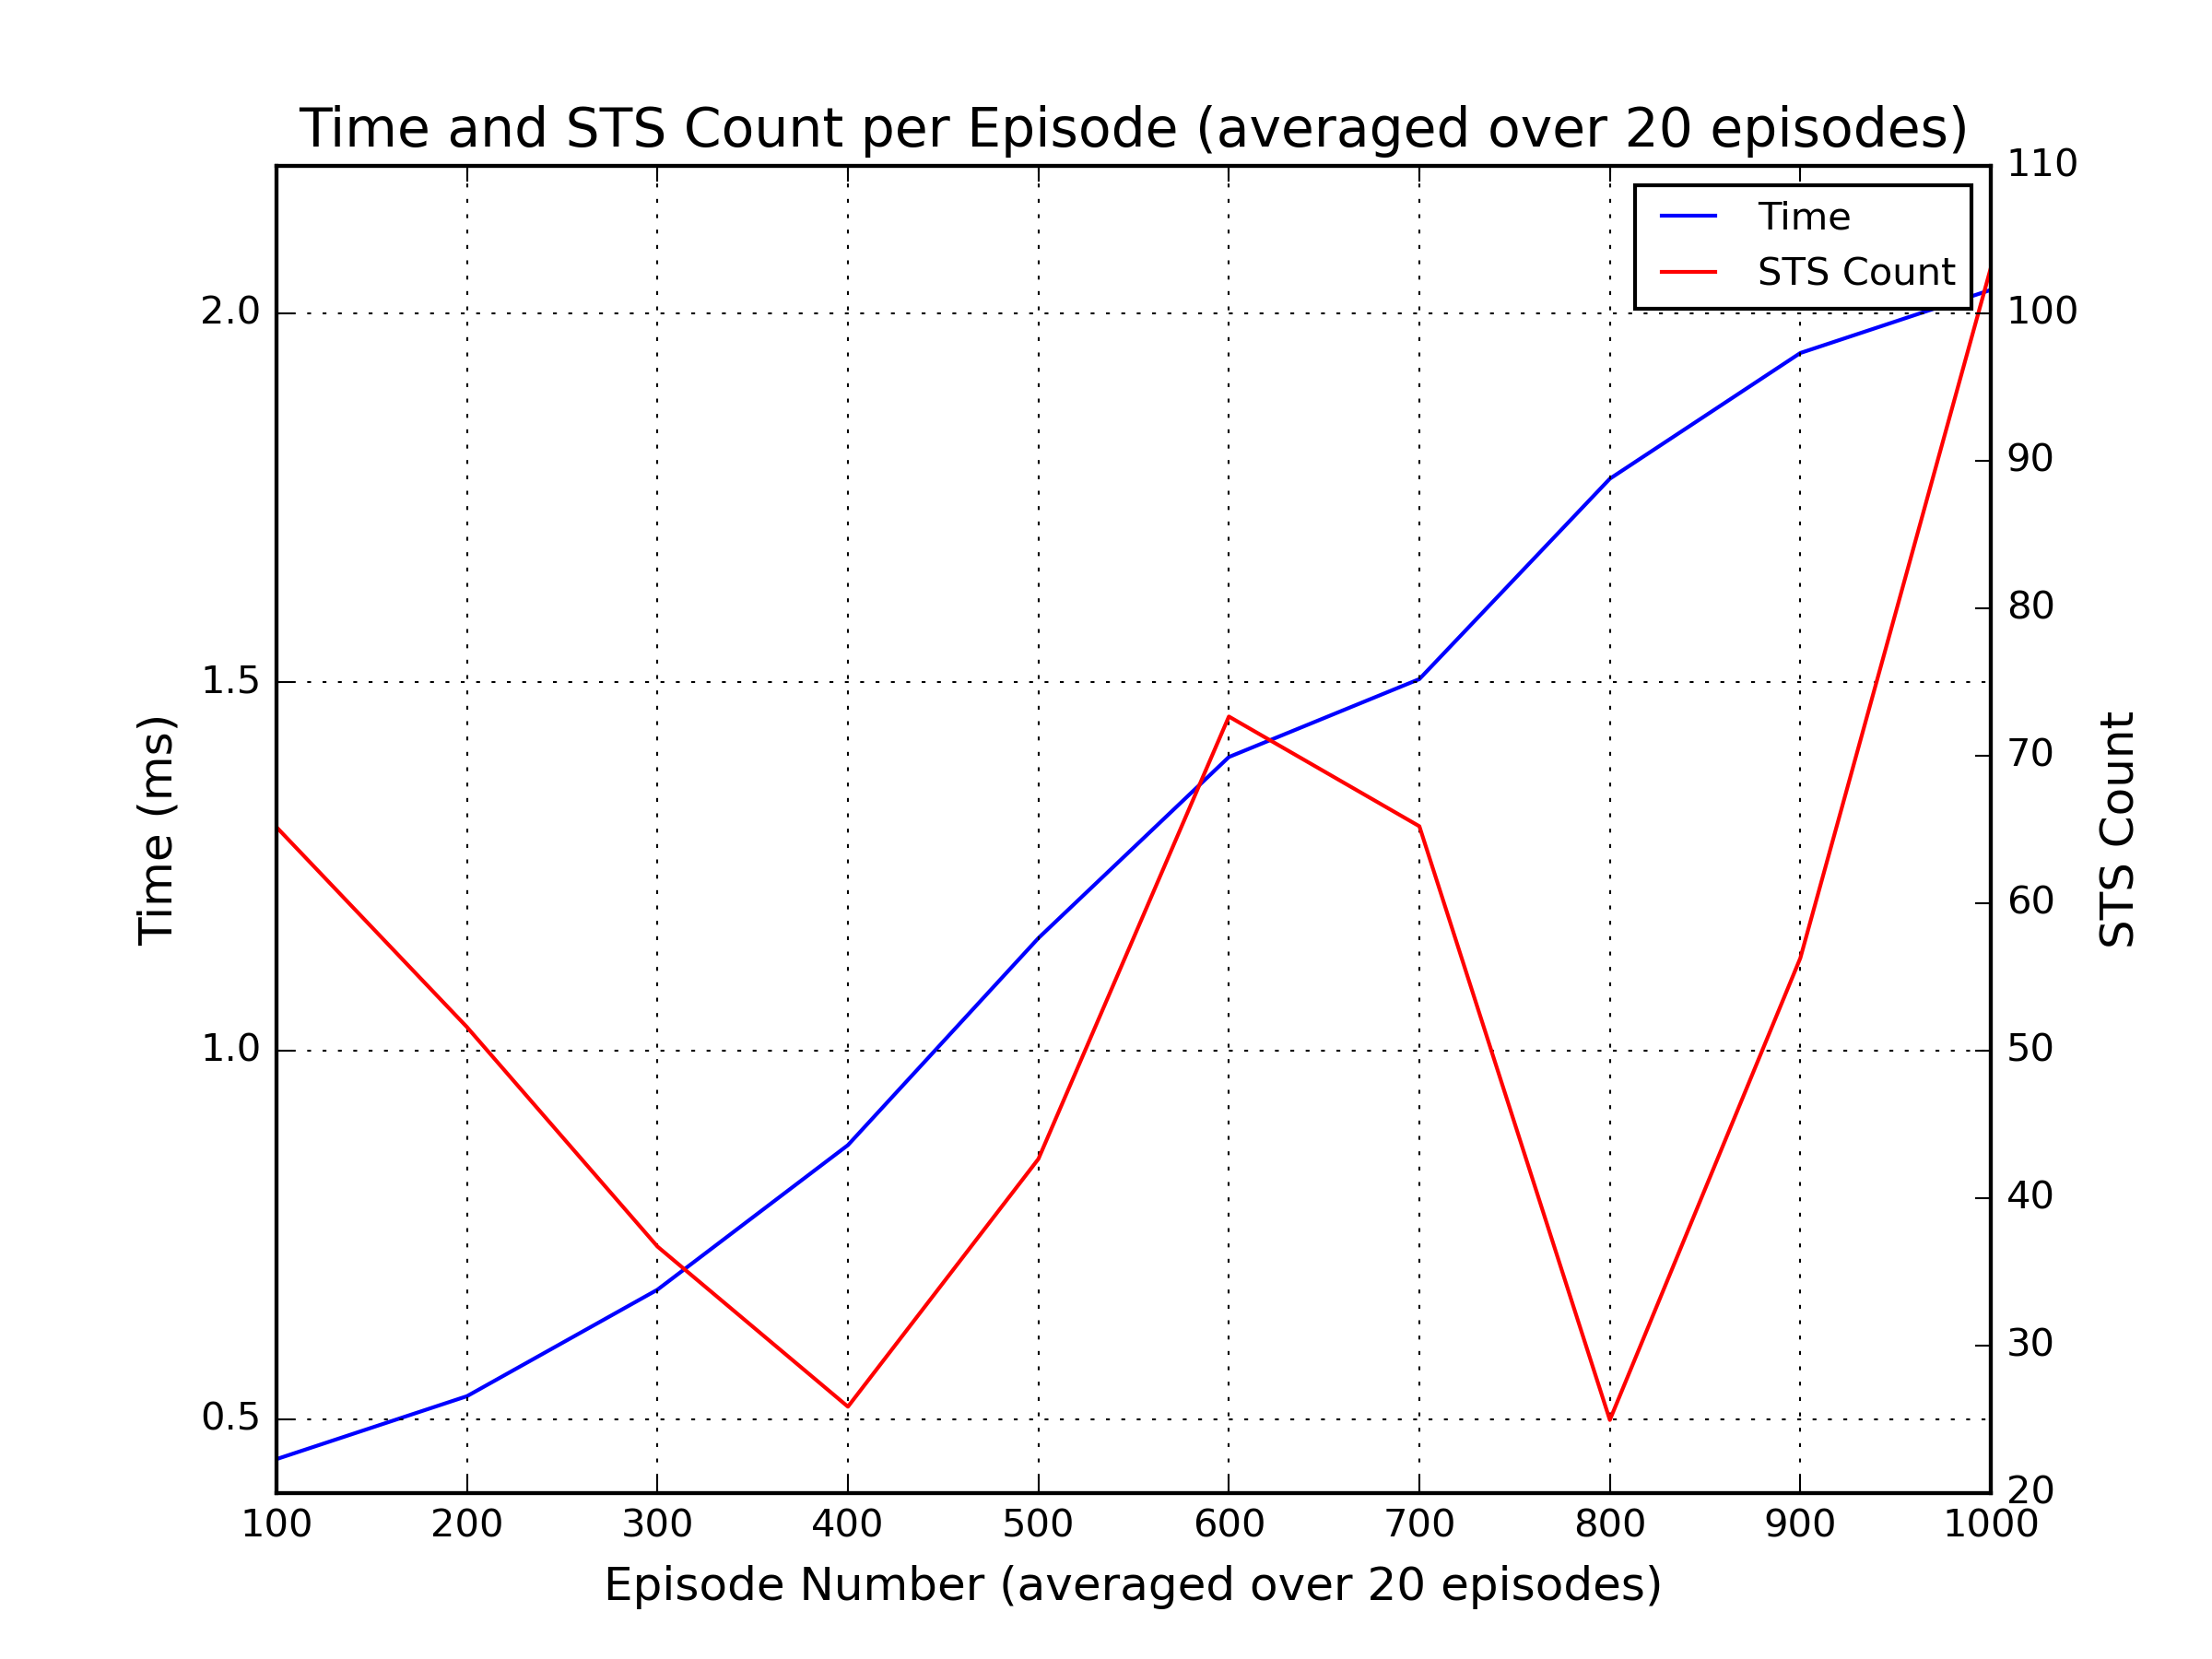 Time and STS Count per Episode (averaged over 20 episodes)
Time
STS Count
2.0
1.5
1.0
0.5
Time (ms)
110
100
90
80
70
60
50
40
30
20
STS Count
100 200 300 400 500 600 700 800 900 1000
Episode Number (averaged over 20 episodes)